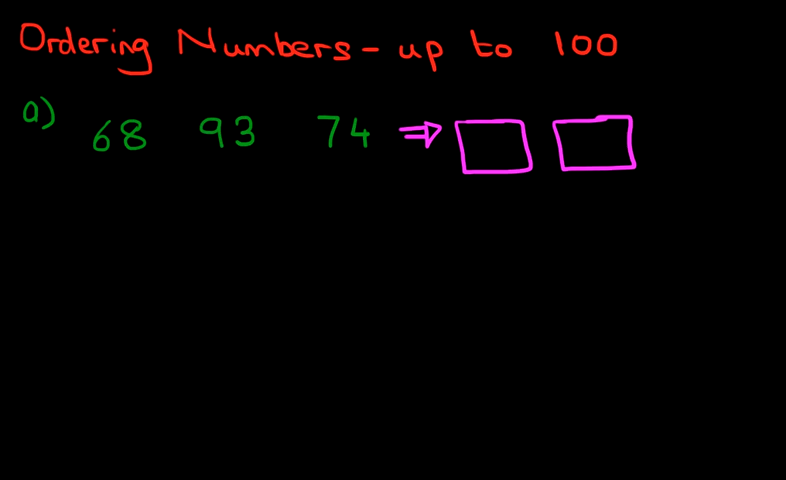 Ordering Numbers - up to 100
a) 68 93 74 ⇒